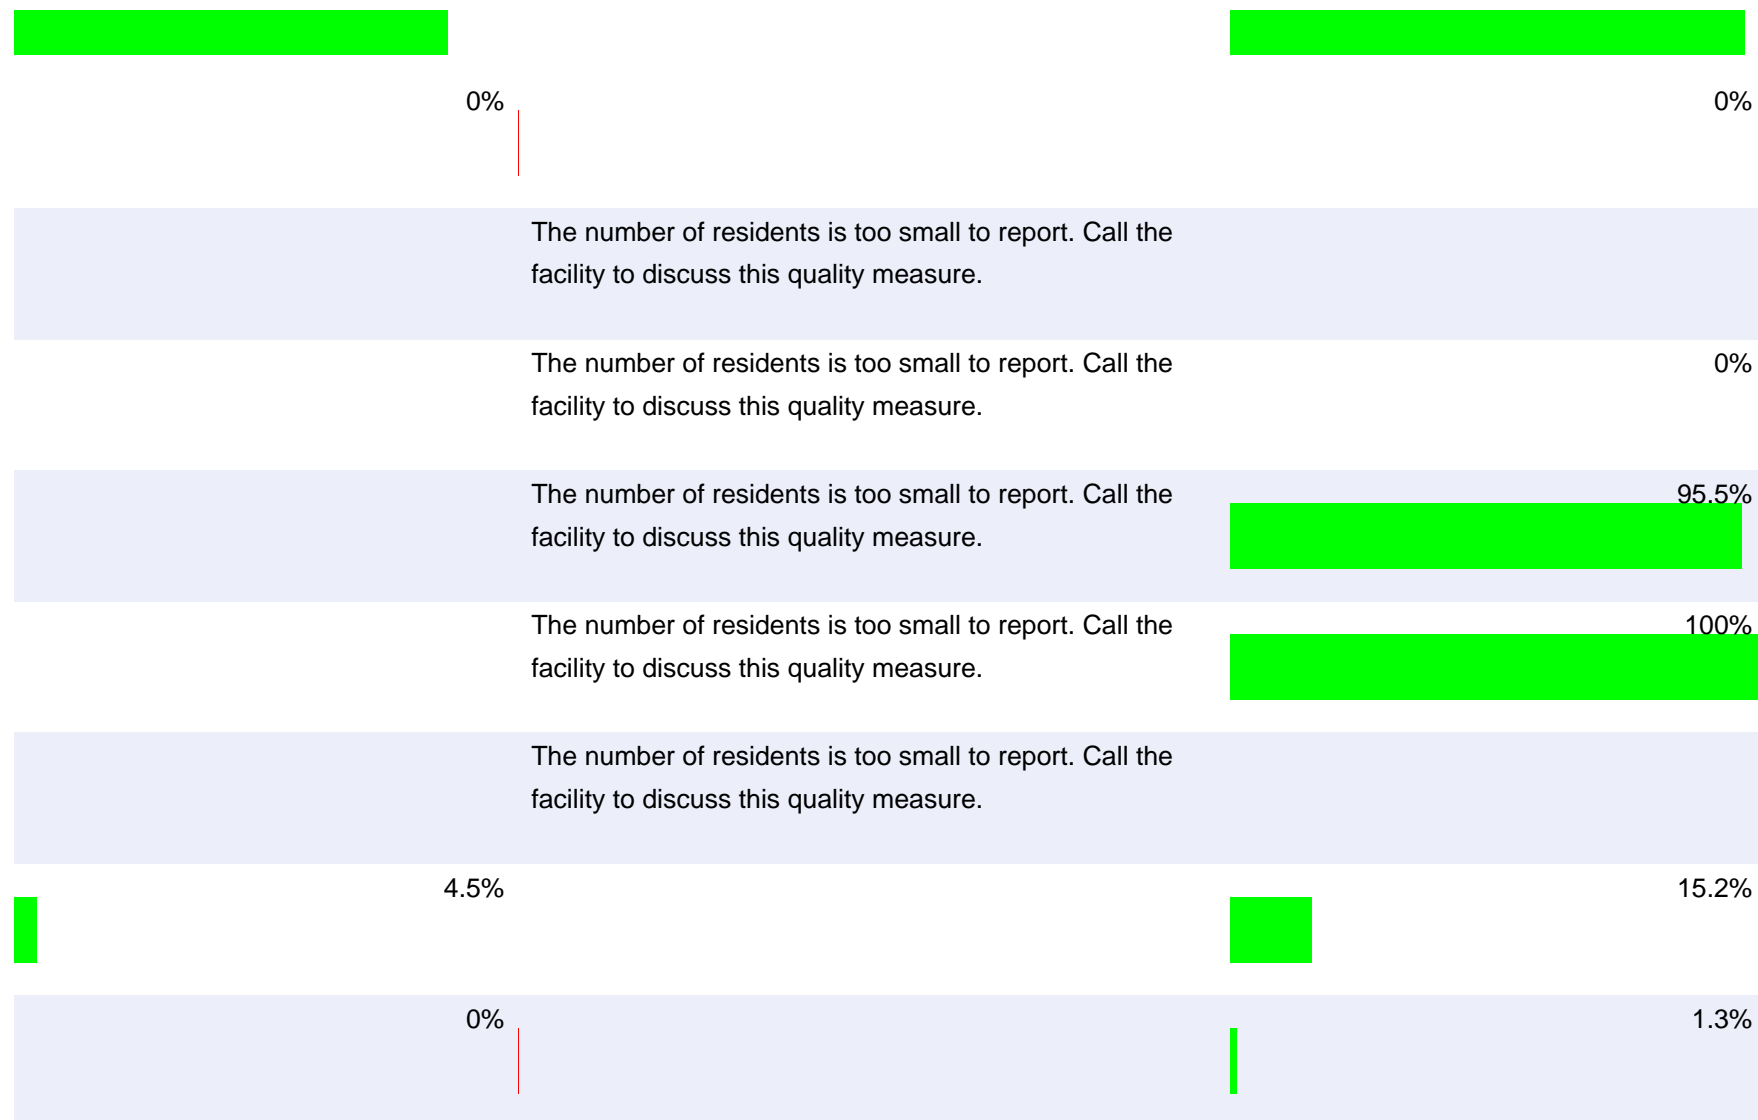 0%
0%
The number of residents is too small to report. Call the
facility to discuss this quality measure.
The number of residents is too small to report. Call the
facility to discuss this quality measure.
0%
The number of residents is too small to report. Call the
facility to discuss this quality measure.
95.5%
The number of residents is too small to report. Call the
facility to discuss this quality measure.
100%
The number of residents is too small to report. Call the
facility to discuss this quality measure.
4.5%
15.2%
0%
1.3%